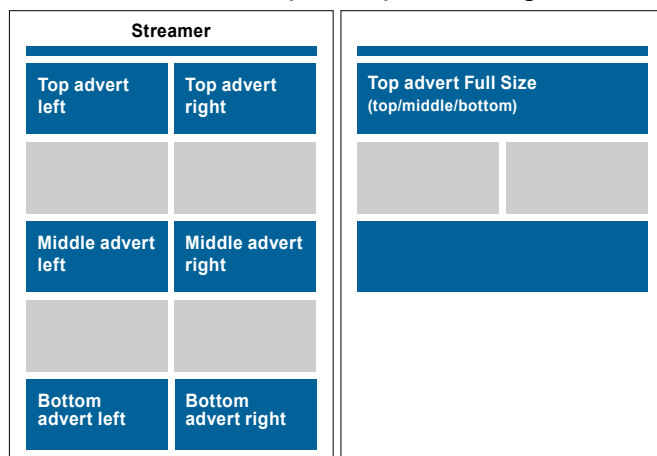 Streamer
Top advert
left
Top advert
right
Middle advert
left
Middle advert
right
Bottom
advert left
Bottom
advert right
Top advert Full Size
(top/middle/bottom)